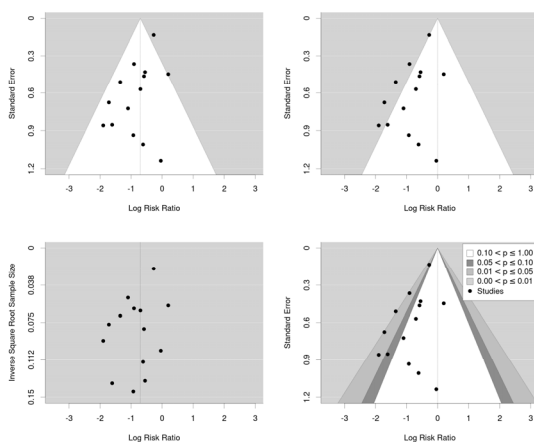 0
0.3
0.6
0.9
1.2
Standard Error
-3 -2 -1 0 1 2 3
Log Risk Ratio
0
0.3
0.6
0.9
1.2
Standard Error
-3 -2 -1 0 1 2 3
Log Risk Ratio
0
0.038
0.075
0.112
0.15
Inverse Square Root Sample Size
-3 -2 -1 0 1 2 3
Log Risk Ratio
0
0.3
0.6
0.9
1.2
Standard Error
0.10 < p ≤ 1.00
0.05 < p ≤ 0.10
0.01 < p ≤ 0.05
0.00 < p ≤ 0.01
Studies
-3 -2 -1 0 1 2 3
Log Risk Ratio